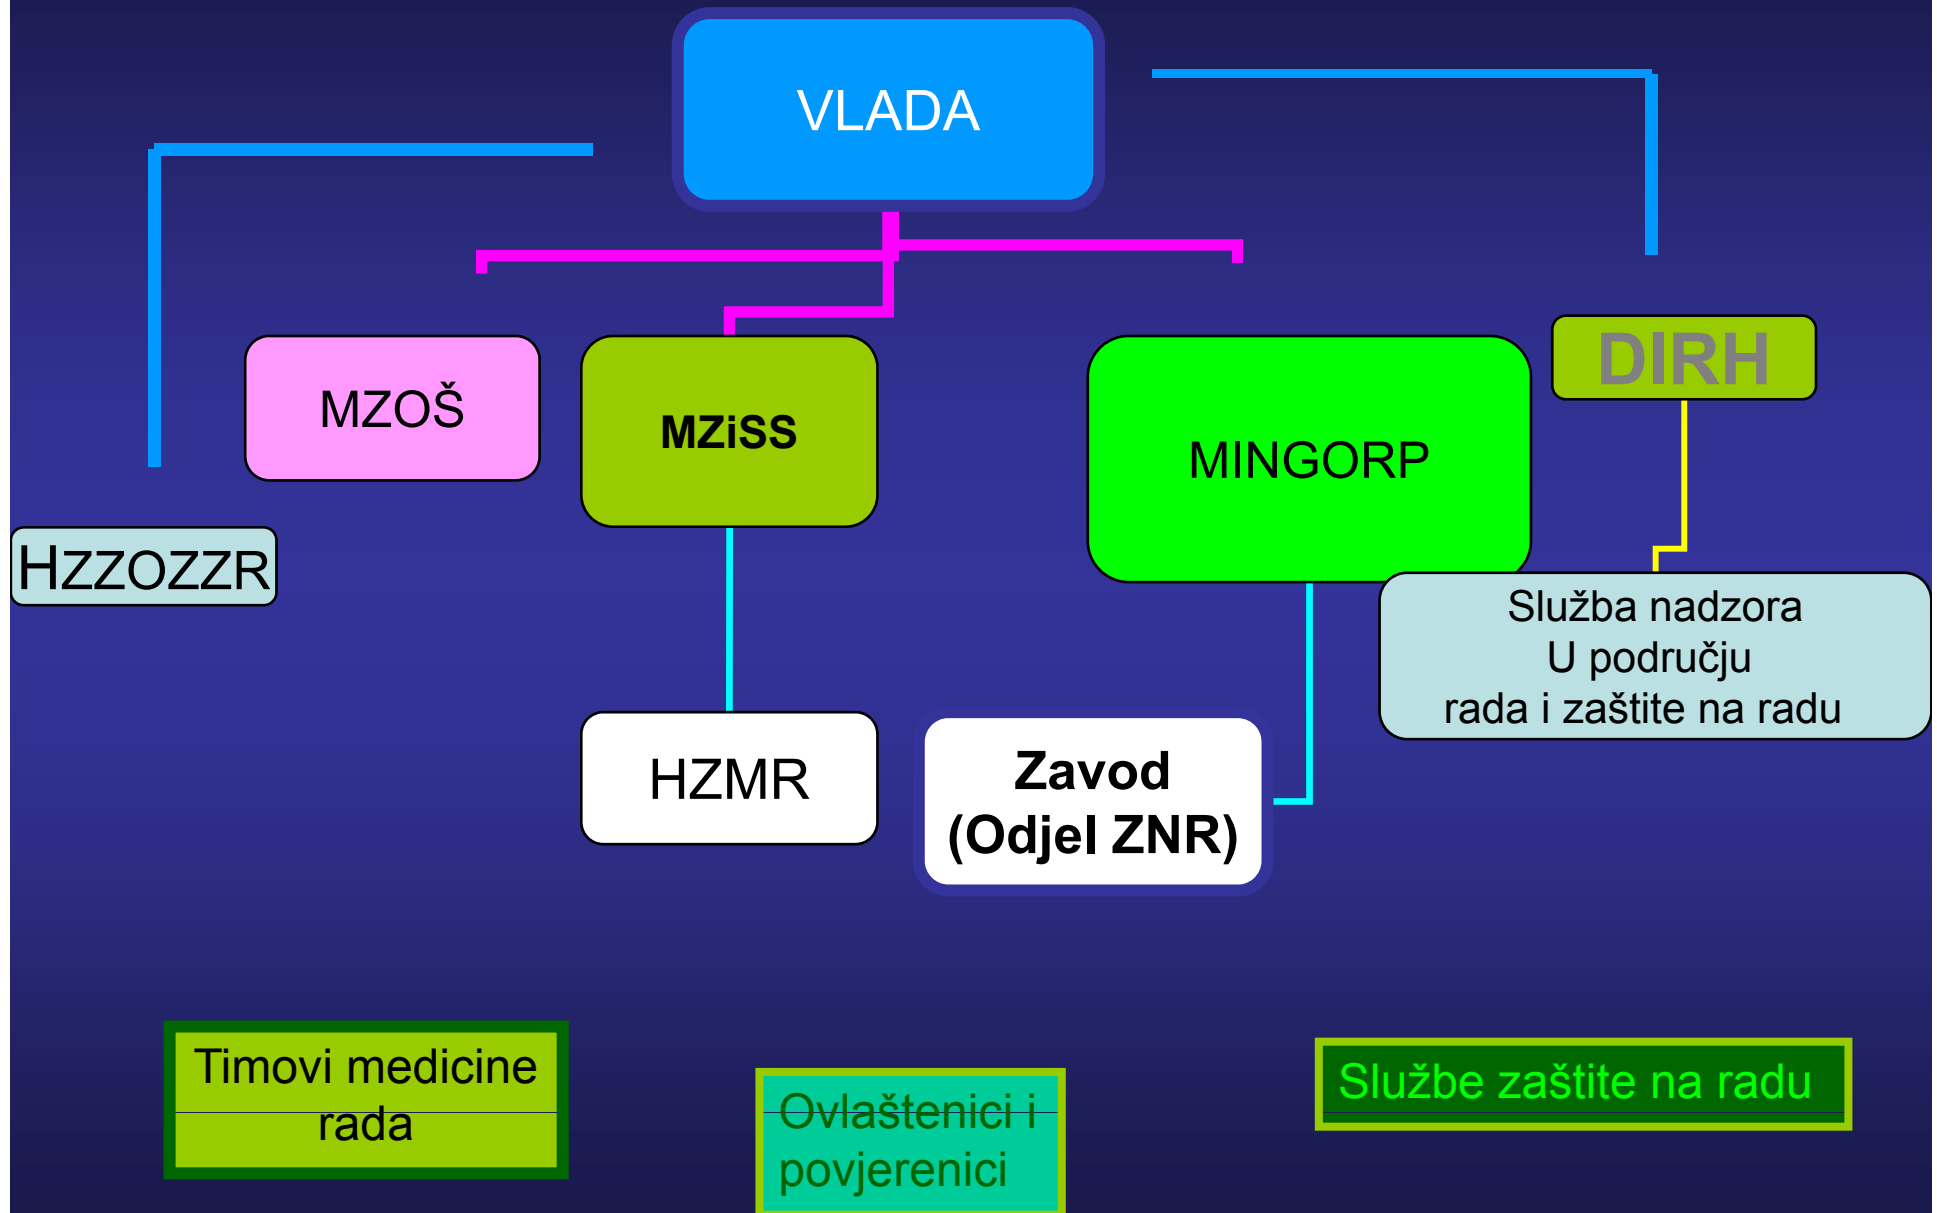 VLADA
DIRH
MZOŠ
MZiSS
MINGORP
HZZOZZR
Služba nadzora
U području
rada i zaštite na radu
HZMR
Zavod
(Odjel ZNR)
Timovi medicine
rada
Ovlaštenici i
povjerenici
Službe zaštite na radu